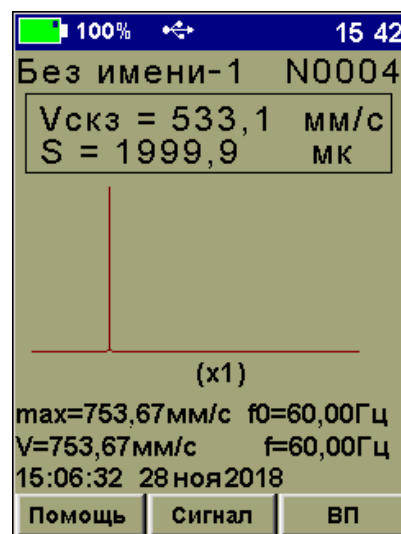 100% 15 42
Без имени-1 N0004
Vскз = 533,1 мм/с
S = 1999,9 мк
(x1)
max=753,67мм/с f0=60,00Гц
V=753,67мм/с f=60,00Гц
15:06:32 28 ноя 2018
Помощь Сигнал ВП